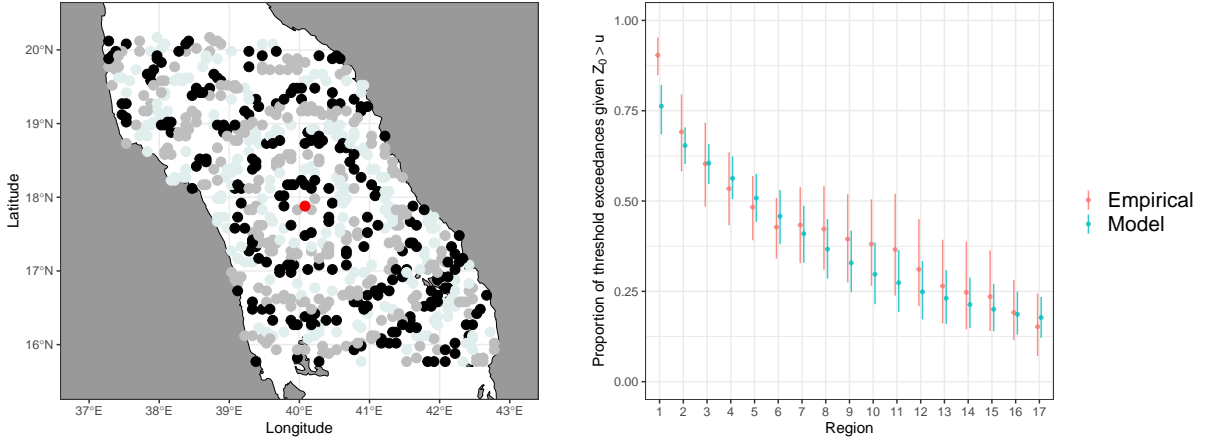 20°N
19°N
18°N
17°N
16°N
Latitude
37°E 38°E 39°E 40°E 41°E 42°E 43°E
Longitude
Proportion of threshold exceedances given Z₀ > u
1.00
0.75
0.50
0.25
0.00
1 2 3 4 5 6 7 8 9 10 11 12 13 14 15 16 17
Region
Empirical
Model